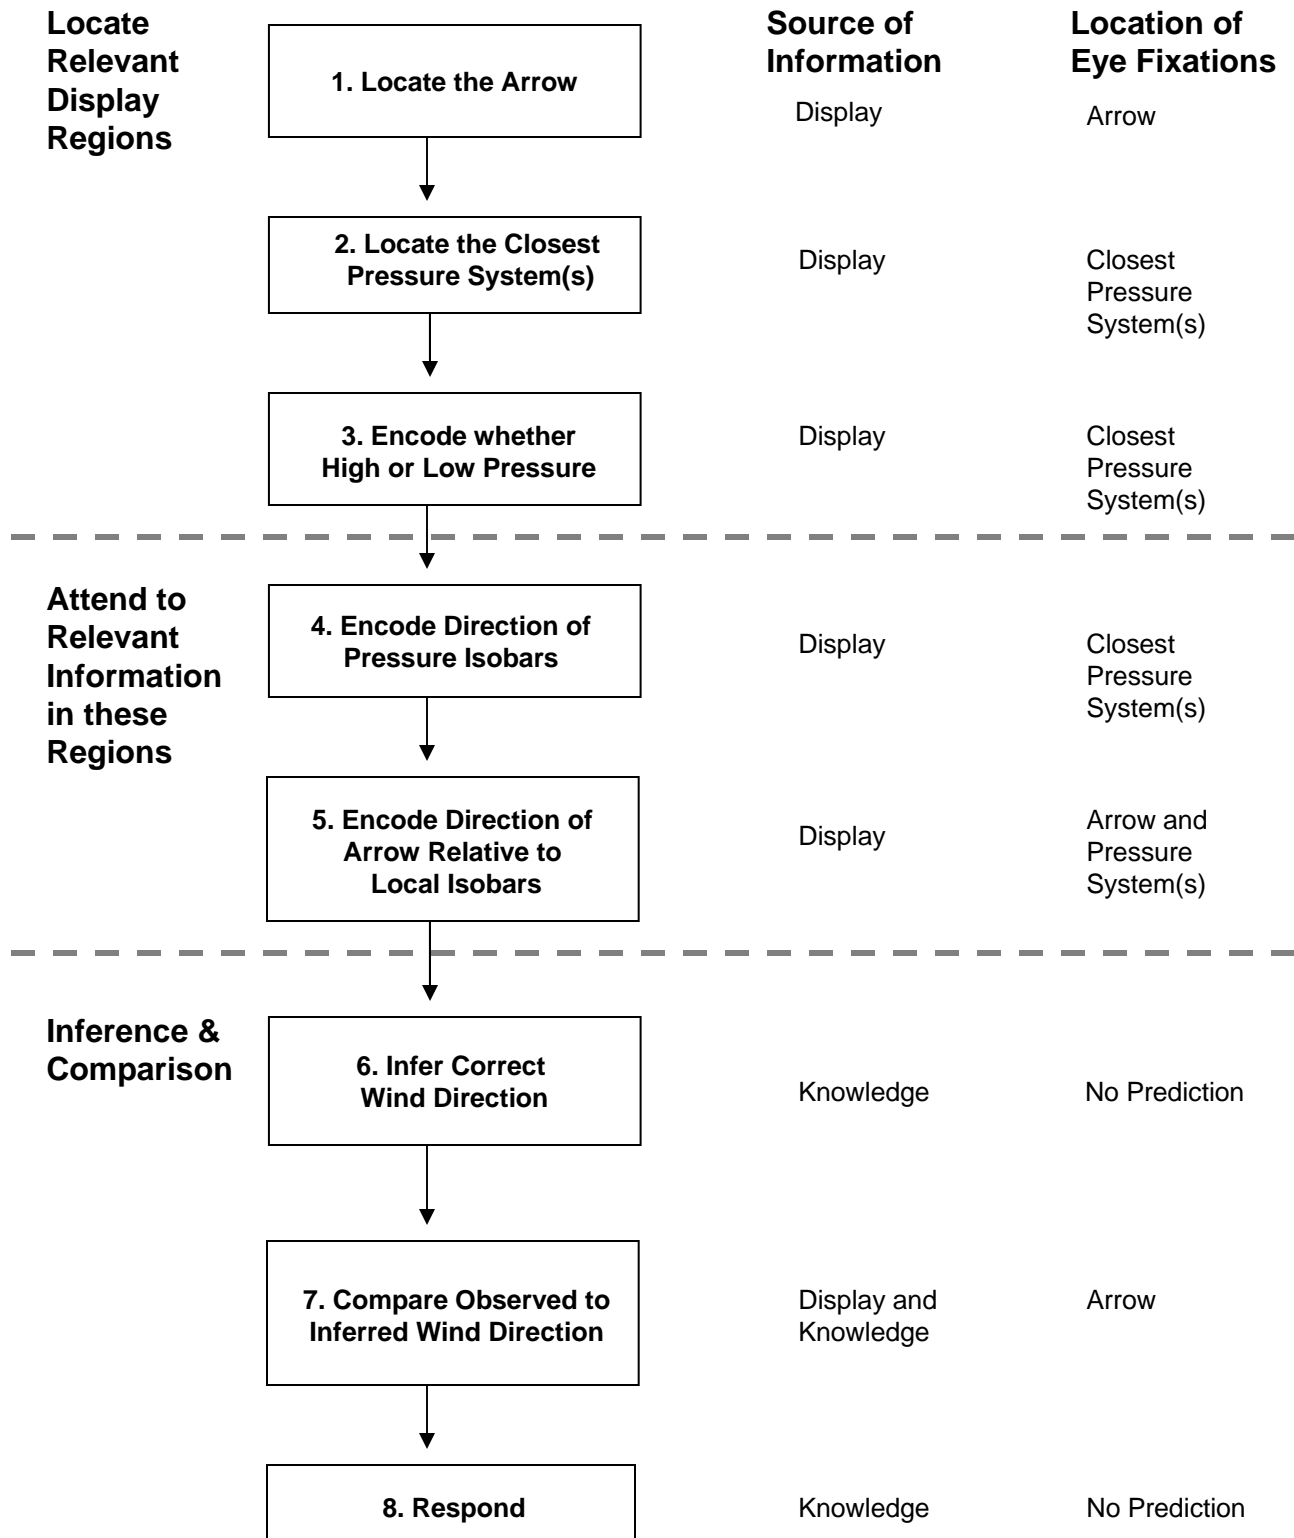 Locate
Relevant
Display
Regions
Source of
Information
Location of
Eye Fixations
1. Locate the Arrow
Display
Arrow
2. Locate the Closest
Pressure System(s)
Display
Closest
Pressure
System(s)
3. Encode whether
High or Low Pressure
Display
Closest
Pressure
System(s)
Attend to
Relevant
Information
in these
Regions
4. Encode Direction of
Pressure Isobars
Display
Closest
Pressure
System(s)
5. Encode Direction of
Arrow Relative to
Local Isobars
Display
Arrow and
Pressure
System(s)
Inference &
Comparison
6. Infer Correct
Wind Direction
Knowledge
No Prediction
7. Compare Observed to
Inferred Wind Direction
Display and
Knowledge
Arrow
8. Respond
Knowledge
No Prediction